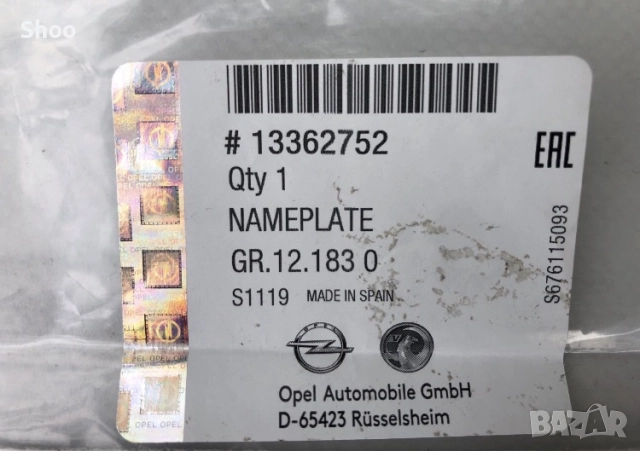 Shoo
# 13362752
Qty 1
NAMEPLATE
GR.12.183 0
S1119 MADE IN SPAIN
EAC
S676115093
OPEL
Opel Automobile GmbH
D-65423 Rüsselsheim
BAZAR